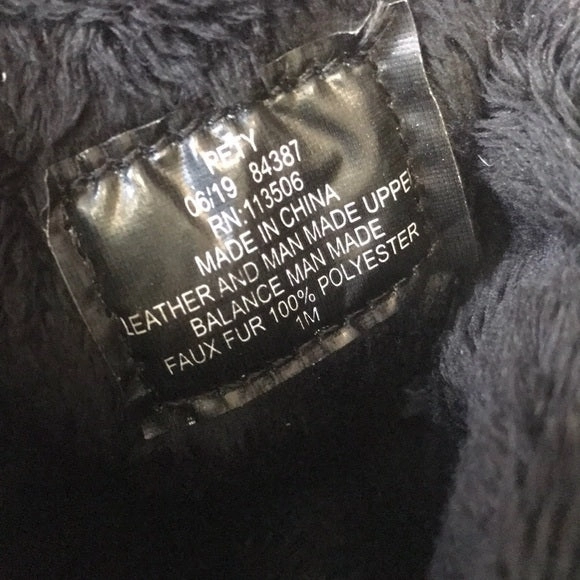 PETY
06'19 84387
RN:113506
MADE IN CHINA
LEATHER AND MAN MADE UPPER
BALANCE MAN MADE
FAUX FUR 100% POLYESTER
1M